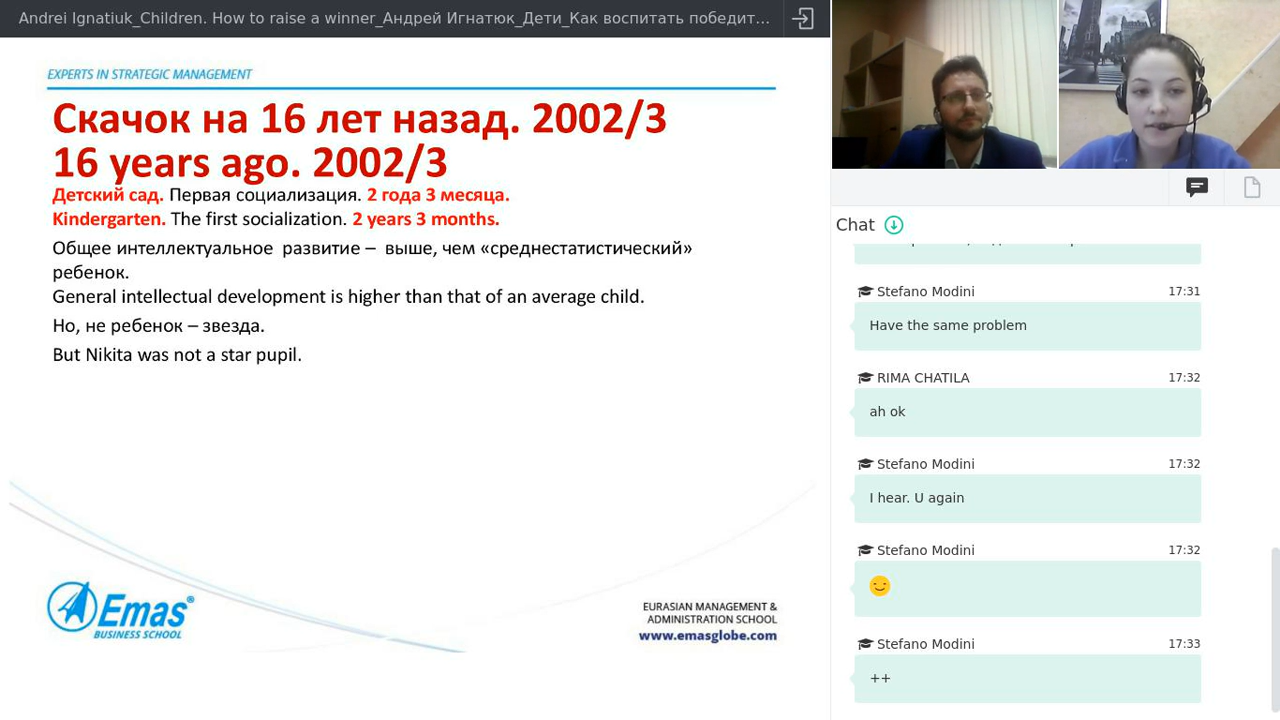 Andrei Ignatiuk_Children. How to raise a winner_Андрей Игнатюк_Дети_Как воспитать победит...
EXPERTS IN STRATEGIC MANAGEMENT
Скачок на 16 лет назад. 2002/3
16 years ago. 2002/3
Детский сад. Первая социализация. 2 года 3 месяца.
Kindergarten. The first socialization. 2 years 3 months.
Общее интеллектуальное развитие – выше, чем «среднестатистический»
ребенок.
General intellectual development is higher than that of an average child.
Но, не ребенок – звезда.
But Nikita was not a star pupil.
Emas
BUSINESS SCHOOL
EURASIAN MANAGEMENT &
ADMINISTRATION SCHOOL
www.emasglobe.com
Chat
Stefano Modini 17:31
Have the same problem
RIMA CHATILA 17:32
ah ok
Stefano Modini 17:32
I hear. U again
Stefano Modini 17:32
Stefano Modini 17:33
++